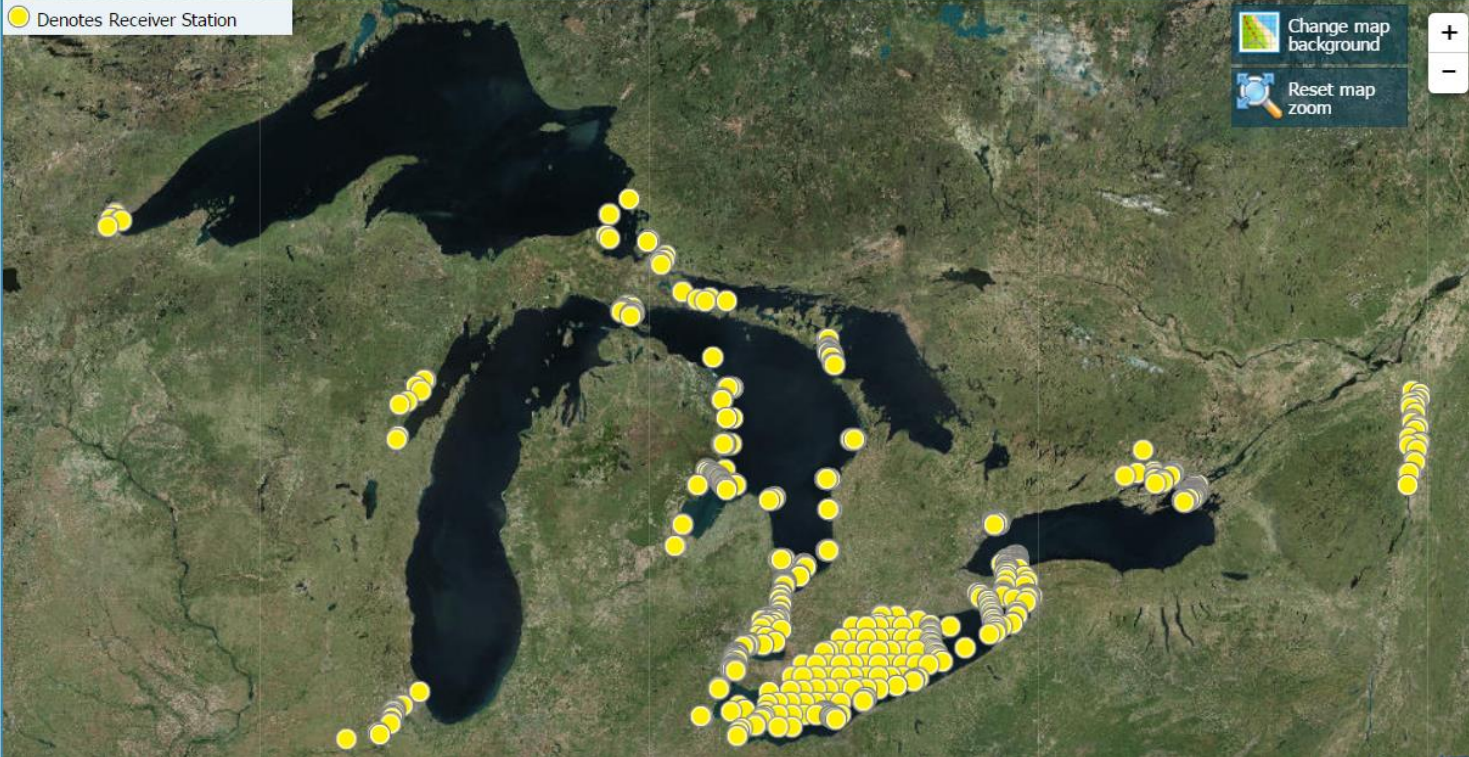 Denotes Receiver Station
Change map
background
Reset map
zoom
+
−